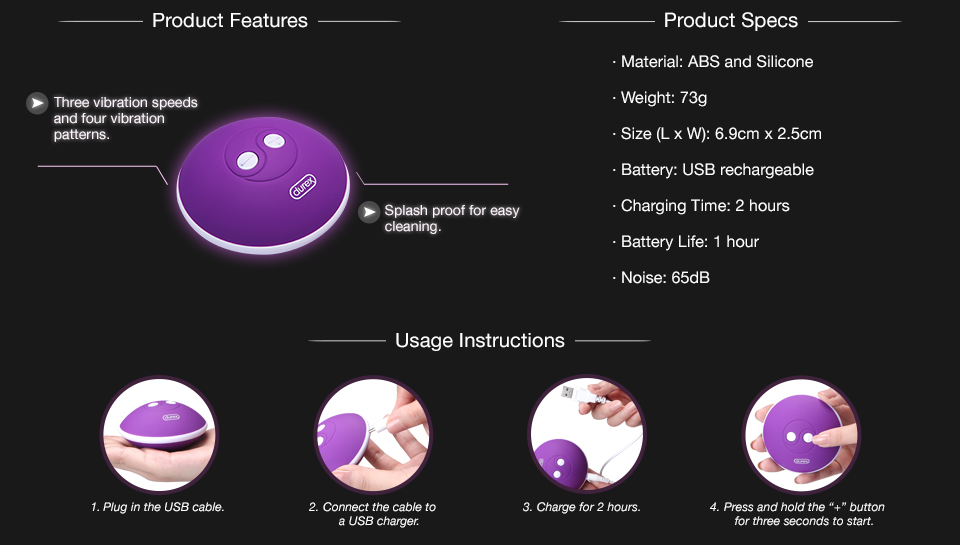 Product Features
Three vibration speeds
and four vibration
patterns.
durex
Splash proof for easy
cleaning.
Product Specs
· Material: ABS and Silicone
· Weight: 73g
· Size (L x W): 6.9cm x 2.5cm
· Battery: USB rechargeable
· Charging Time: 2 hours
· Battery Life: 1 hour
· Noise: 65dB
Usage Instructions
durex
1. Plug in the USB cable.
2. Connect the cable to
a USB charger.
3. Charge for 2 hours.
durex
4. Press and hold the “+” button
for three seconds to start.